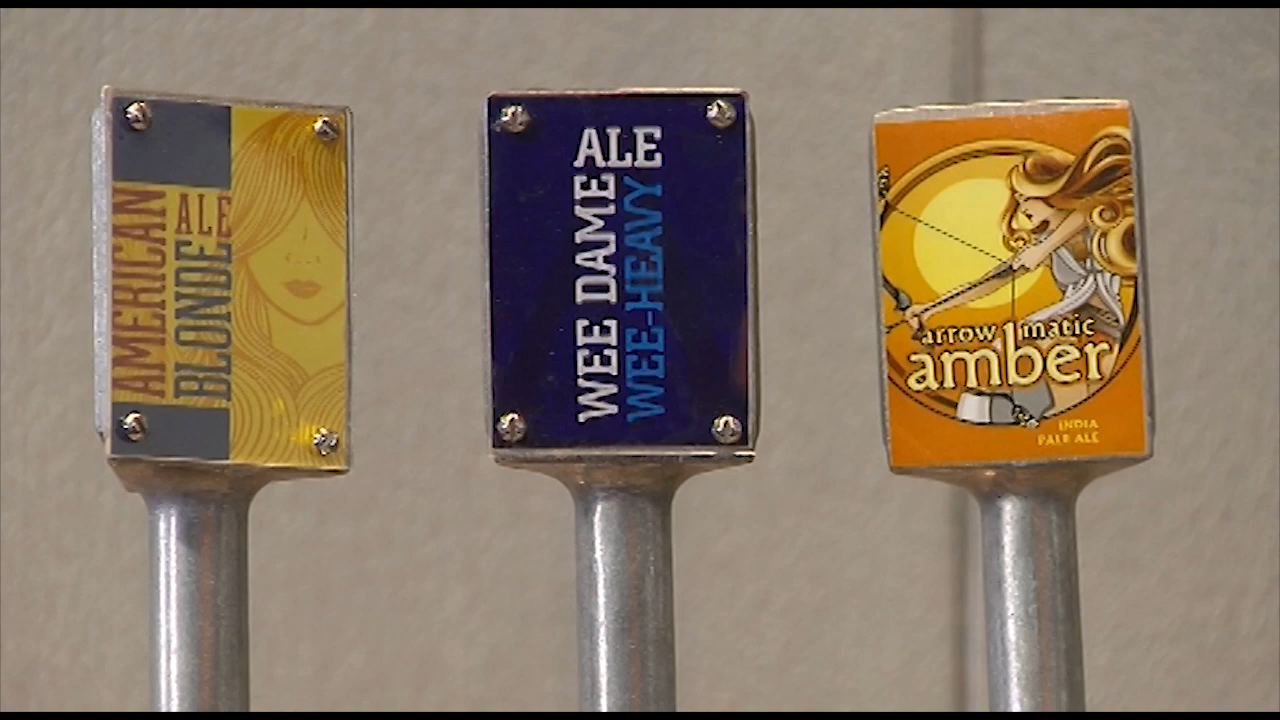 AMERICAN
BLONDE ALE
WEE DAME ALE
WEE-HEAVY
arrow matic
amber
INDIA
PALE ALE